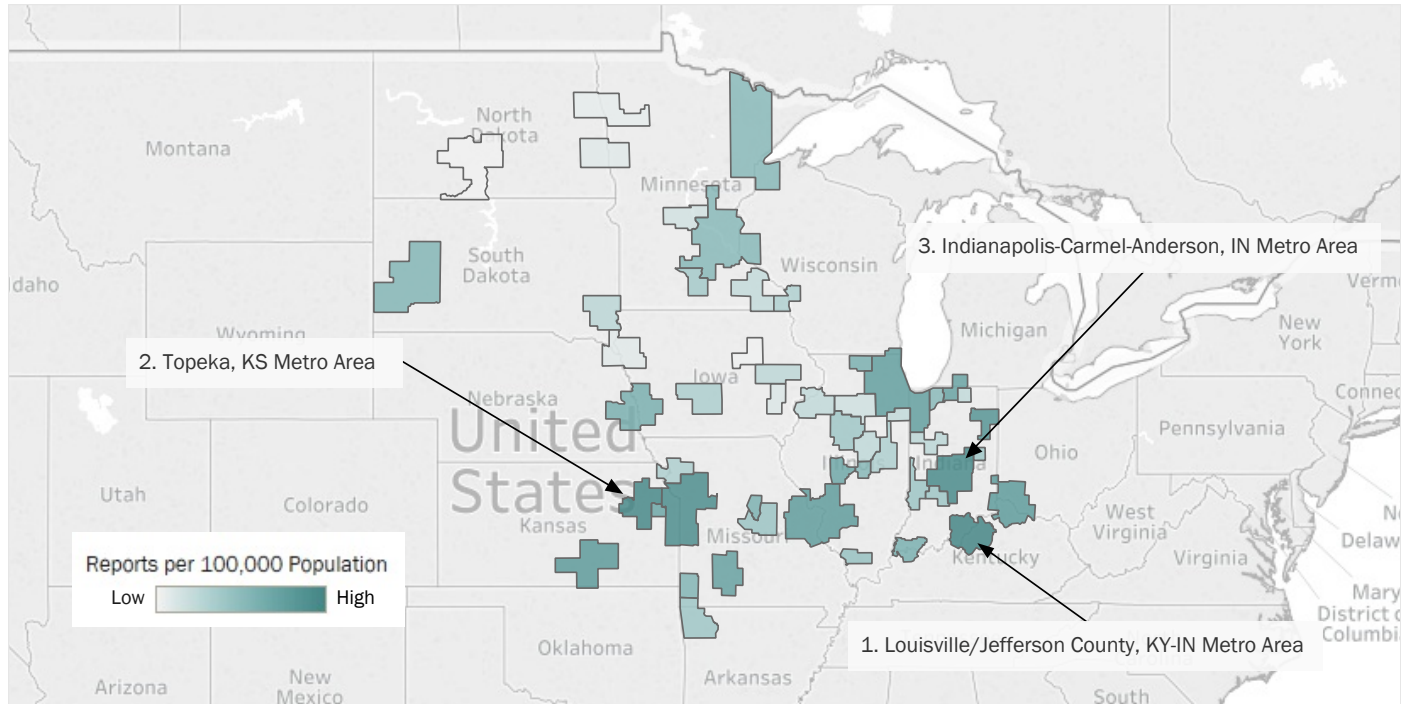 North
Dakota
Montana
Minnesota
3. Indianapolis-Carmel-Anderson, IN Metro Area
South
Dakota
Wisconsin
daho
Verm
Michigan
New
York
Wyoming
2. Topeka, KS Metro Area
Iowa
Connec
Nebraska
United
States
Pennsylvania
Ohio
Illinois
Indiana
Utah
Colorado
West
Virginia
Kansas
Missouri
Virginia
Delaw
Kentucky
Reports per 100,000 Population
Low
High
Mary
District o
Columbi
1. Louisville/Jefferson County, KY-IN Metro Area
Oklahoma
Arkansas
Arizona
New
Mexico
South